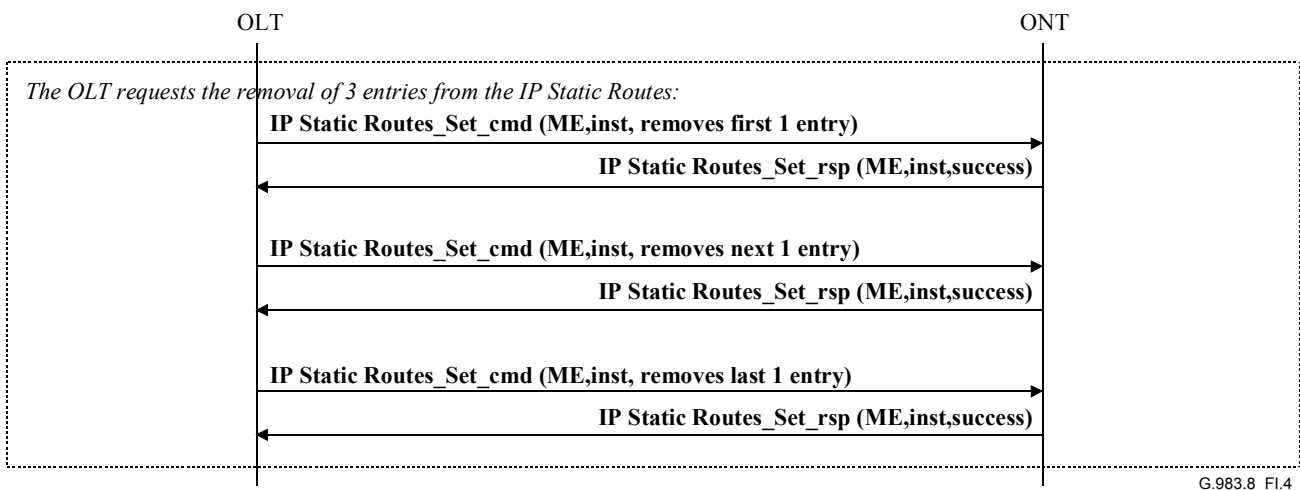 OLT
ONT
The OLT requests the removal of 3 entries from the IP Static Routes:
IP Static Routes_Set_cmd (ME,inst, removes first 1 entry)
IP Static Routes_Set_rsp (ME,inst,success)
IP Static Routes_Set_cmd (ME,inst, removes next 1 entry)
IP Static Routes_Set_rsp (ME,inst,success)
IP Static Routes_Set_cmd (ME,inst, removes last 1 entry)
IP Static Routes_Set_rsp (ME,inst,success)
G.983.8_FI.4